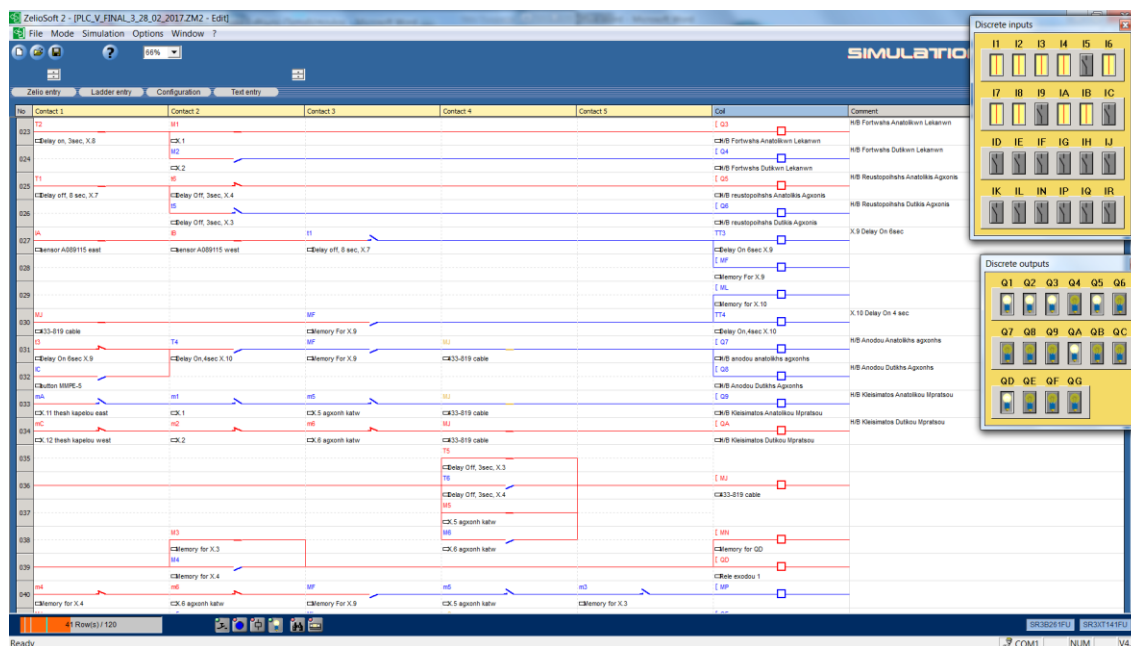 ZelioSoft 2 - [PLC_V_FINAL_3_28_02_2017.ZM2 - Edit]
File Mode Simulation Options Window ?
66%
SIMULATIO
Zelio entry Ladder entry Configuration Text entry
No Contact 1 Contact 2 Contact 3 Contact 4 Contact 5 Coil Comment
023 T2 M1 [ Q3 H/B Fortwshs Anatolikwn Lekanwn
Delay on, 3sec, X.8 X.1 H/B Fortwshs Anatolikwn Lekanwn
024 M2 [ Q4 H/B Fortwshs Dutikwn Lekanwn
X.2 H/B Fortwshs Dutikwn Lekanwn
025 T1 t6 [ Q5 H/B Reustopoihshs Anatolikis Agxonis
Delay off, 8 sec, X.7 Delay Off, 3sec, X.4 H/B reustopoihshs Anatolikis Agxonis
026 t5 [ Q6 H/B Raustopoihshs Dutikis Agxonis
Delay Off, 3sec, X.3 H/B reustopoihshs Dutikis Agxonis
027 IA IB t1 TT3 X.9 Delay On 6sec
sensor A089115 east sensor A089115 west Delay off, 8 sec, X.7 Delay On 6sec X.9
028 [ MF
Memory For X.9
029 [ ML
Memory for X.10
030 MJ MF TT4 X.10 Delay On 4 sec
433-819 cable Memory For X.9 Delay On,4sec X.10
031 t3 T4 MF MJ [ Q7 H/B Anodou Anatolikhs agxonhs
Delay On 6sec X.9 Delay On,4sec X.10 Memory For X.9 433-819 cable H/B anodou anatolikhs agxonhs
032 IC [ Q8 H/B Anodou Dutikhs Agxonhs
button MMPE-5 H/B Anodou Dutikhs Agxonhs
033 mA m1 m5 MJ [ Q9 H/B Kleisimatos Anatolikou Mpratsou
X.11 thesh kapelou east X.1 X.5 agxonh katw 433-819 cable H/B Kleisimatos Anatolikou Mpratsou
034 mC m2 m6 MJ [ QA H/B Kleisimatos Dutikou Mpratsou
X.12 thesh kapelou west X.2 X.6 agxonh katw 433-819 cable H/B Kleisimatos Dutikou Mpratsou
035 T5
Delay Off, 3sec, X.3
036 T6 [ MJ
Delay Off, 3sec, X.4 433-819 cable
037 M5
X.5 agxonh katw
038 M3 M6 [ MN
Memory for X.3 X.6 agxonh katw Memory for QD
039 M4 [ QD
Memory for X.4 Rele exodou 1
040 m4 m6 MF m5 m3 [ MP
Memory for X.4 X.6 agxonh katw Memory For X.9 X.5 agxonh katw Memory for X.3
41 Row(s) / 120
SR3B261FU SR3XT141FU
Ready COM1 NUM V4.
Discrete inputs
I1 I2 I3 I4 I5 I6
I7 I8 I9 IA IB IC
ID IE IF IG IH IJ
IK IL IN IP IQ IR
Discrete outputs
Q1 Q2 Q3 Q4 Q5 Q6
Q7 Q8 Q9 QA QB QC
QD QE QF QG